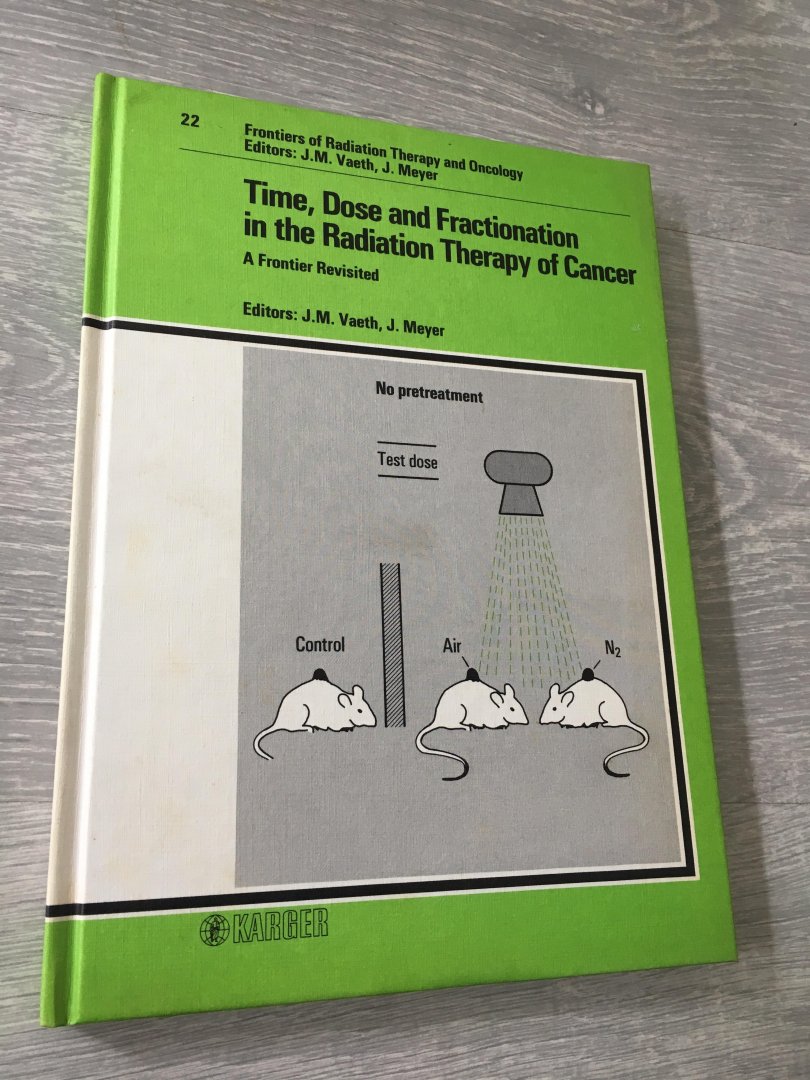 22
Frontiers of Radiation Therapy and Oncology
Editors: J.M. Vaeth, J. Meyer
Time, Dose and Fractionation
in the Radiation Therapy of Cancer
A Frontier Revisited
Editors: J.M. Vaeth, J. Meyer
No pretreatment
Test dose
Control
Air
N₂
KARGER